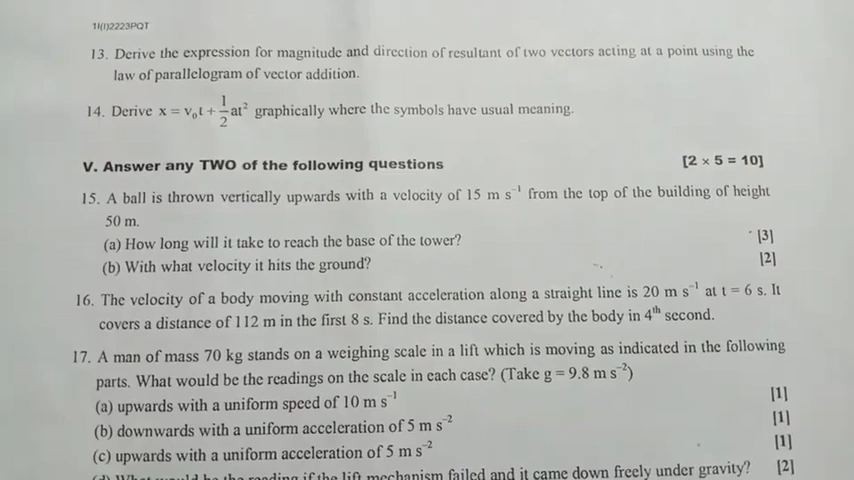 1I(I)2223PQT
13. Derive the expression for magnitude and direction of resultant of two vectors acting at a point using the
law of parallelogram of vector addition.
14. Derive x = v₀t + 1/2 at² graphically where the symbols have usual meaning.
V. Answer any TWO of the following questions [2 × 5 = 10]
15. A ball is thrown vertically upwards with a velocity of 15 m s⁻¹ from the top of the building of height
50 m.
(a) How long will it take to reach the base of the tower? [3]
(b) With what velocity it hits the ground? [2]
16. The velocity of a body moving with constant acceleration along a straight line is 20 m s⁻¹ at t = 6 s. It
covers a distance of 112 m in the first 8 s. Find the distance covered by the body in 4ᵗʰ second.
17. A man of mass 70 kg stands on a weighing scale in a lift which is moving as indicated in the following
parts. What would be the readings on the scale in each case? (Take g = 9.8 m s⁻²)
(a) upwards with a uniform speed of 10 m s⁻¹ [1]
(b) downwards with a uniform acceleration of 5 m s⁻² [1]
(c) upwards with a uniform acceleration of 5 m s⁻² [1]
(d) What would be the reading if the lift mechanism failed and it came down freely under gravity? [2]